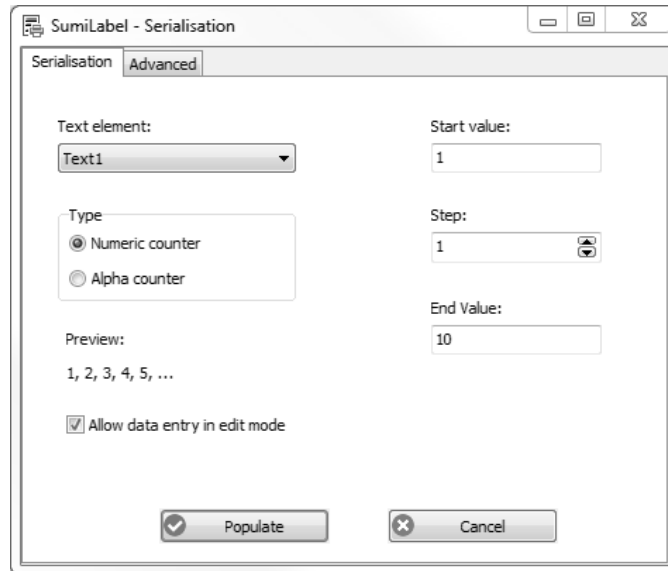 SumiLabel - Serialisation
Serialisation
Advanced
Text element:
Text1
Type
Numeric counter
Alpha counter
Preview:
1, 2, 3, 4, 5, ...
Allow data entry in edit mode
Start value:
1
Step:
1
End Value:
10
Populate
Cancel